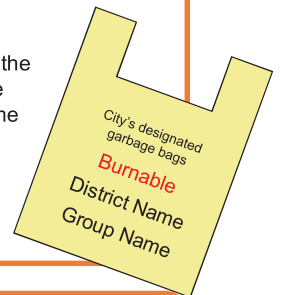 the
City's designated
garbage bags
Burnable
District Name
Group Name